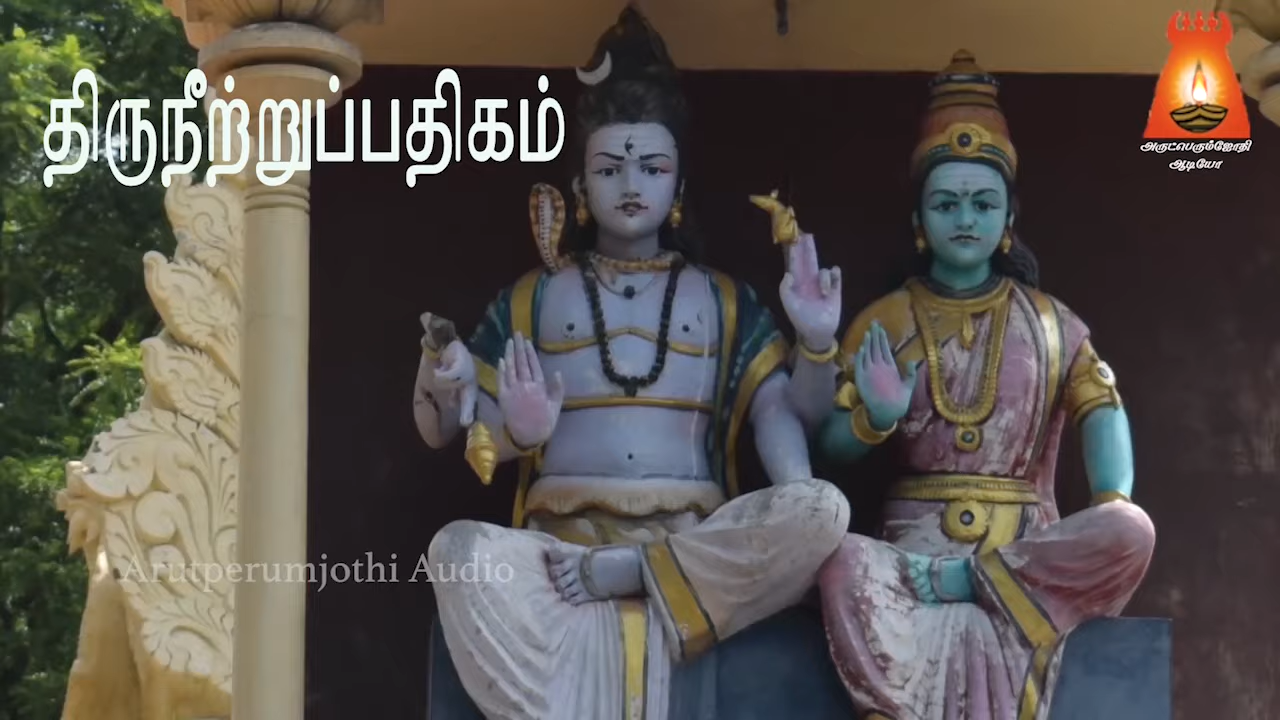 திருநீற்றுப்பதிகம்
அருட்பெரும்ஜோதி
ஆடியோ
Arutperumjothi Audio